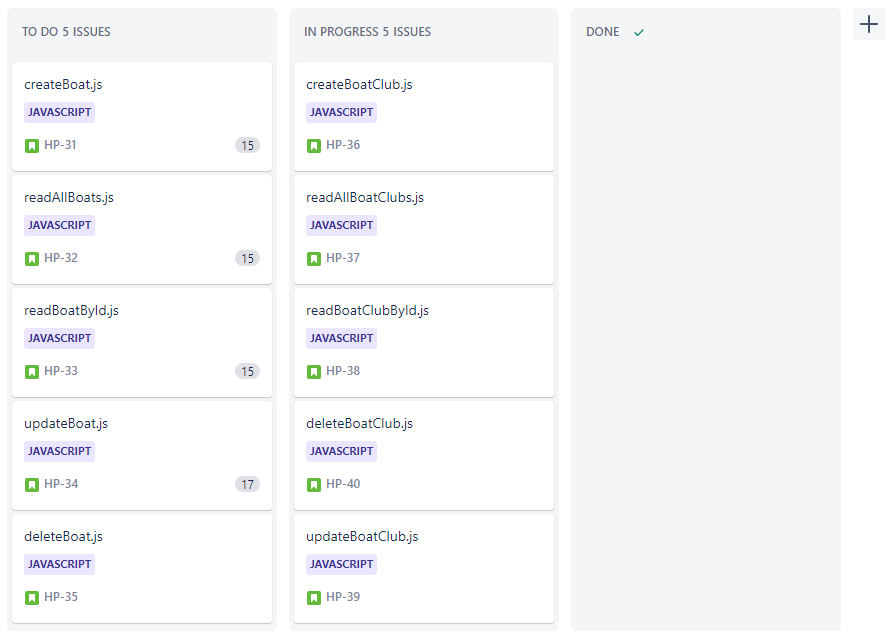 TO DO 5 ISSUES
createBoat.js
JAVASCRIPT
HP-31 15
readAllBoats.js
JAVASCRIPT
HP-32 15
readBoatById.js
JAVASCRIPT
HP-33 15
updateBoat.js
JAVASCRIPT
HP-34 17
deleteBoat.js
JAVASCRIPT
HP-35
IN PROGRESS 5 ISSUES
createBoatClub.js
JAVASCRIPT
HP-36
readAllBoatClubs.js
JAVASCRIPT
HP-37
readBoatClubById.js
JAVASCRIPT
HP-38
deleteBoatClub.js
JAVASCRIPT
HP-40
updateBoatClub.js
JAVASCRIPT
HP-39
DONE